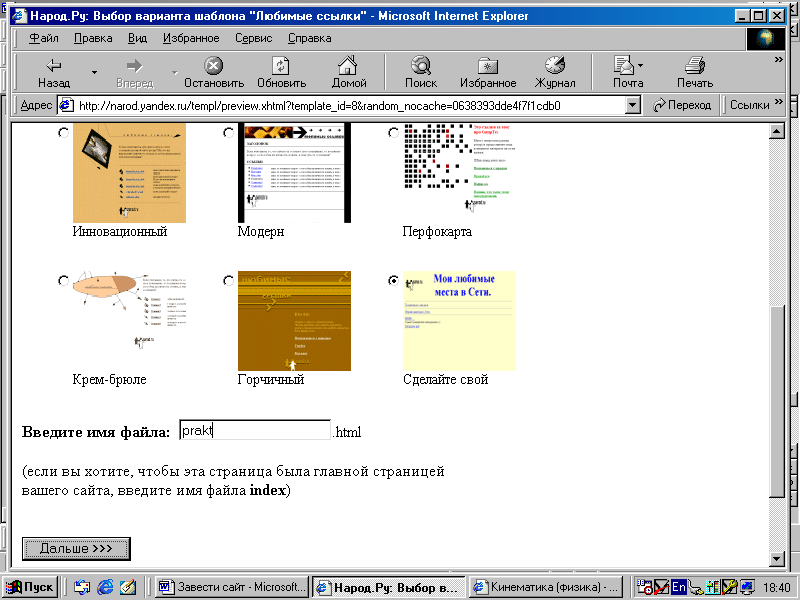 Народ.Ру: Выбор варианта шаблона "Любимые ссылки" - Microsoft Internet Explorer
Файл Правка Вид Избранное Сервис Справка
Назад Вперед Остановить Обновить Домой Поиск Избранное Журнал Почта Печать »
Адрес http://narod.yandex.ru/templ/preview.xhtml?template_id=8&random_nocache=0638393dde4f7f1cdb0 Переход Ссылки »
Инновационный Модерн Перфокарта
Мои любимые
места в Сети.
Крем-брюле Горчичный Сделайте свой
Введите имя файла: prakt .html
(если вы хотите, чтобы эта страница была главной страницей
вашего сайта, введите имя файла index)
Дальше >>>
Пуск Завести сайт - Microsoft... Народ.Ру: Выбор в... Кинематика (физика) - ... En 18:40